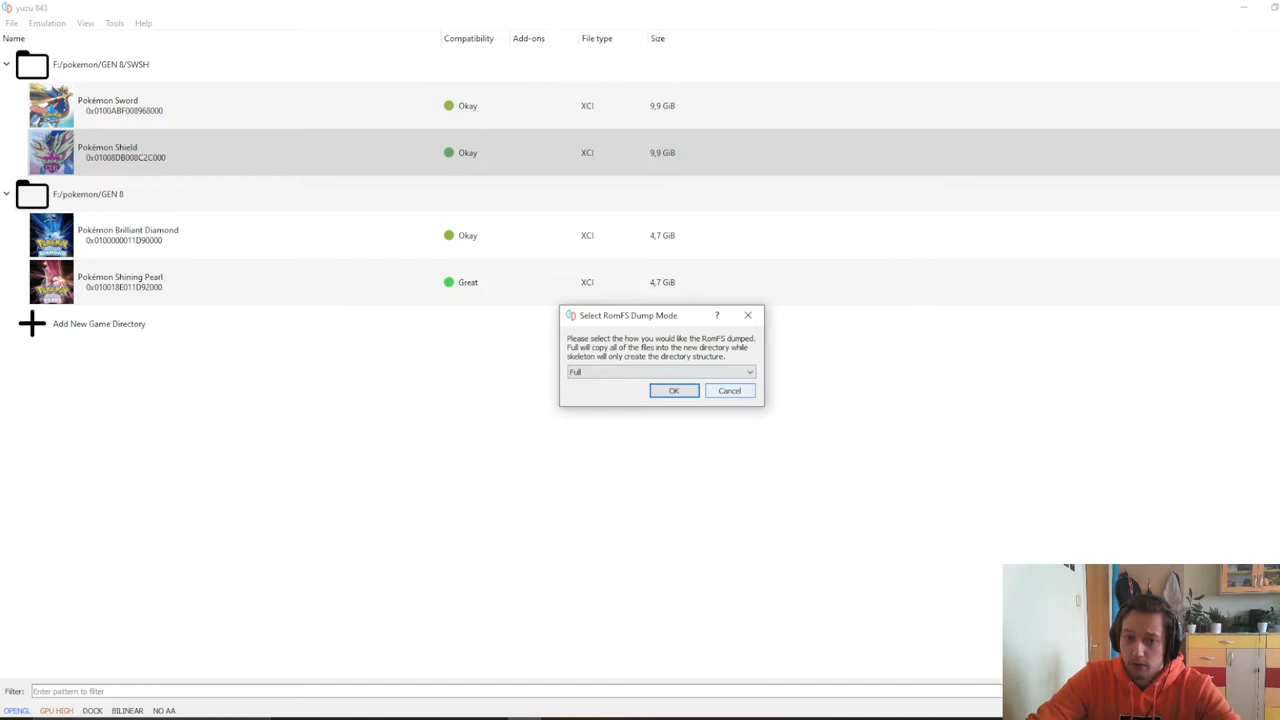 yuzu 843
File Emulation View Tools Help
Name Compatibility Add-ons File type Size
F:/pokemon/GEN 8/SWSH
Pokémon Sword
0x0100ABF008968000
Okay XCI 9,9 GiB
Pokémon Shield
0x01008DB008C2C000
Okay XCI 9,9 GiB
F:/pokemon/GEN 8
Pokémon Brilliant Diamond
0x0100000011D90000
Okay XCI 4,7 GiB
Pokémon Shining Pearl
0x010018E011D92000
Great XCI 4,7 GiB
Add New Game Directory
Select RomFS Dump Mode ?
Please select the how you would like the RomFS dumped.
Full will copy all of the files into the new directory while
skeleton will only create the directory structure.
Full
OK Cancel
Filter: Enter pattern to filter
OPENGL GPU HIGH DOCK BILINEAR NO AA